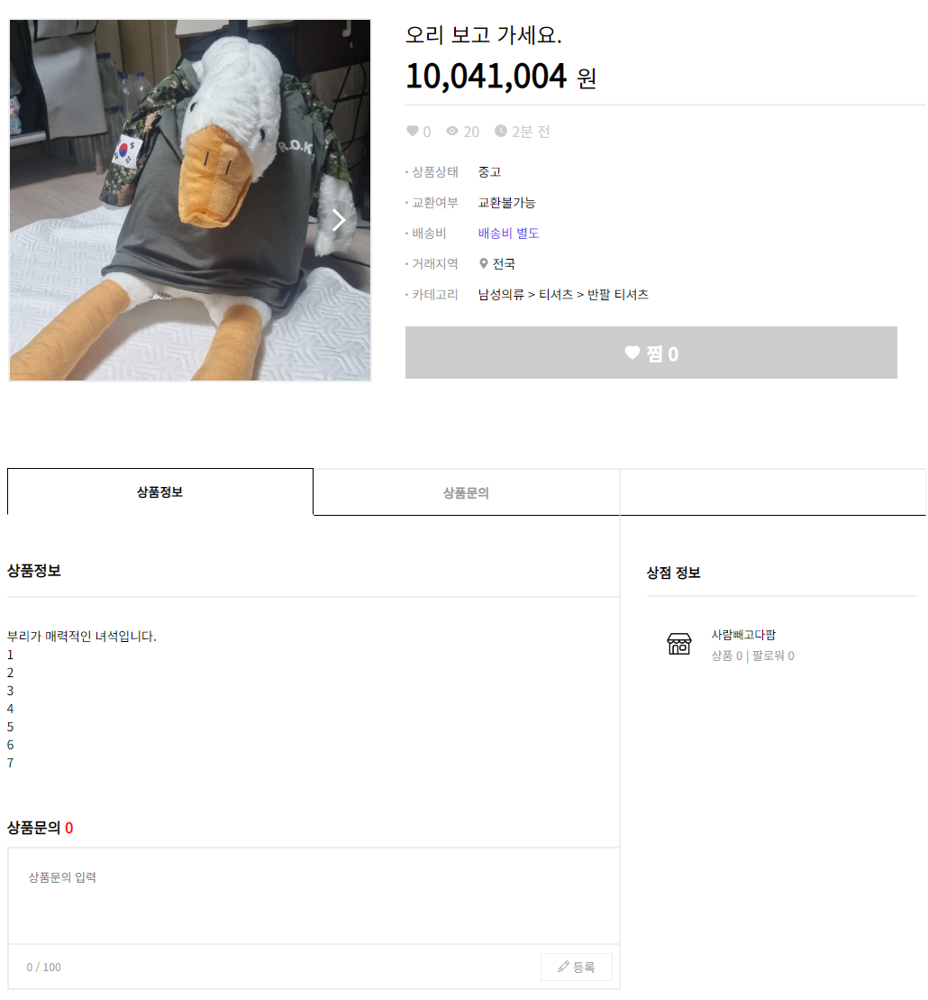 오리 보고 가세요.
10,041,004 원
0 20 2분 전
· 상품상태 중고
· 교환여부 교환불가능
· 배송비 배송비 별도
· 거래지역 전국
· 카테고리 남성의류 > 티셔츠 > 반팔 티셔츠
찜 0
R.O.K
상품정보 상품문의
상품정보
부리가 매력적인 녀석입니다.
1
2
3
4
5
6
7
상품문의 0
상품문의 입력
0 / 100 등록
상점 정보
사람빼고다팜
상품 0 | 팔로워 0